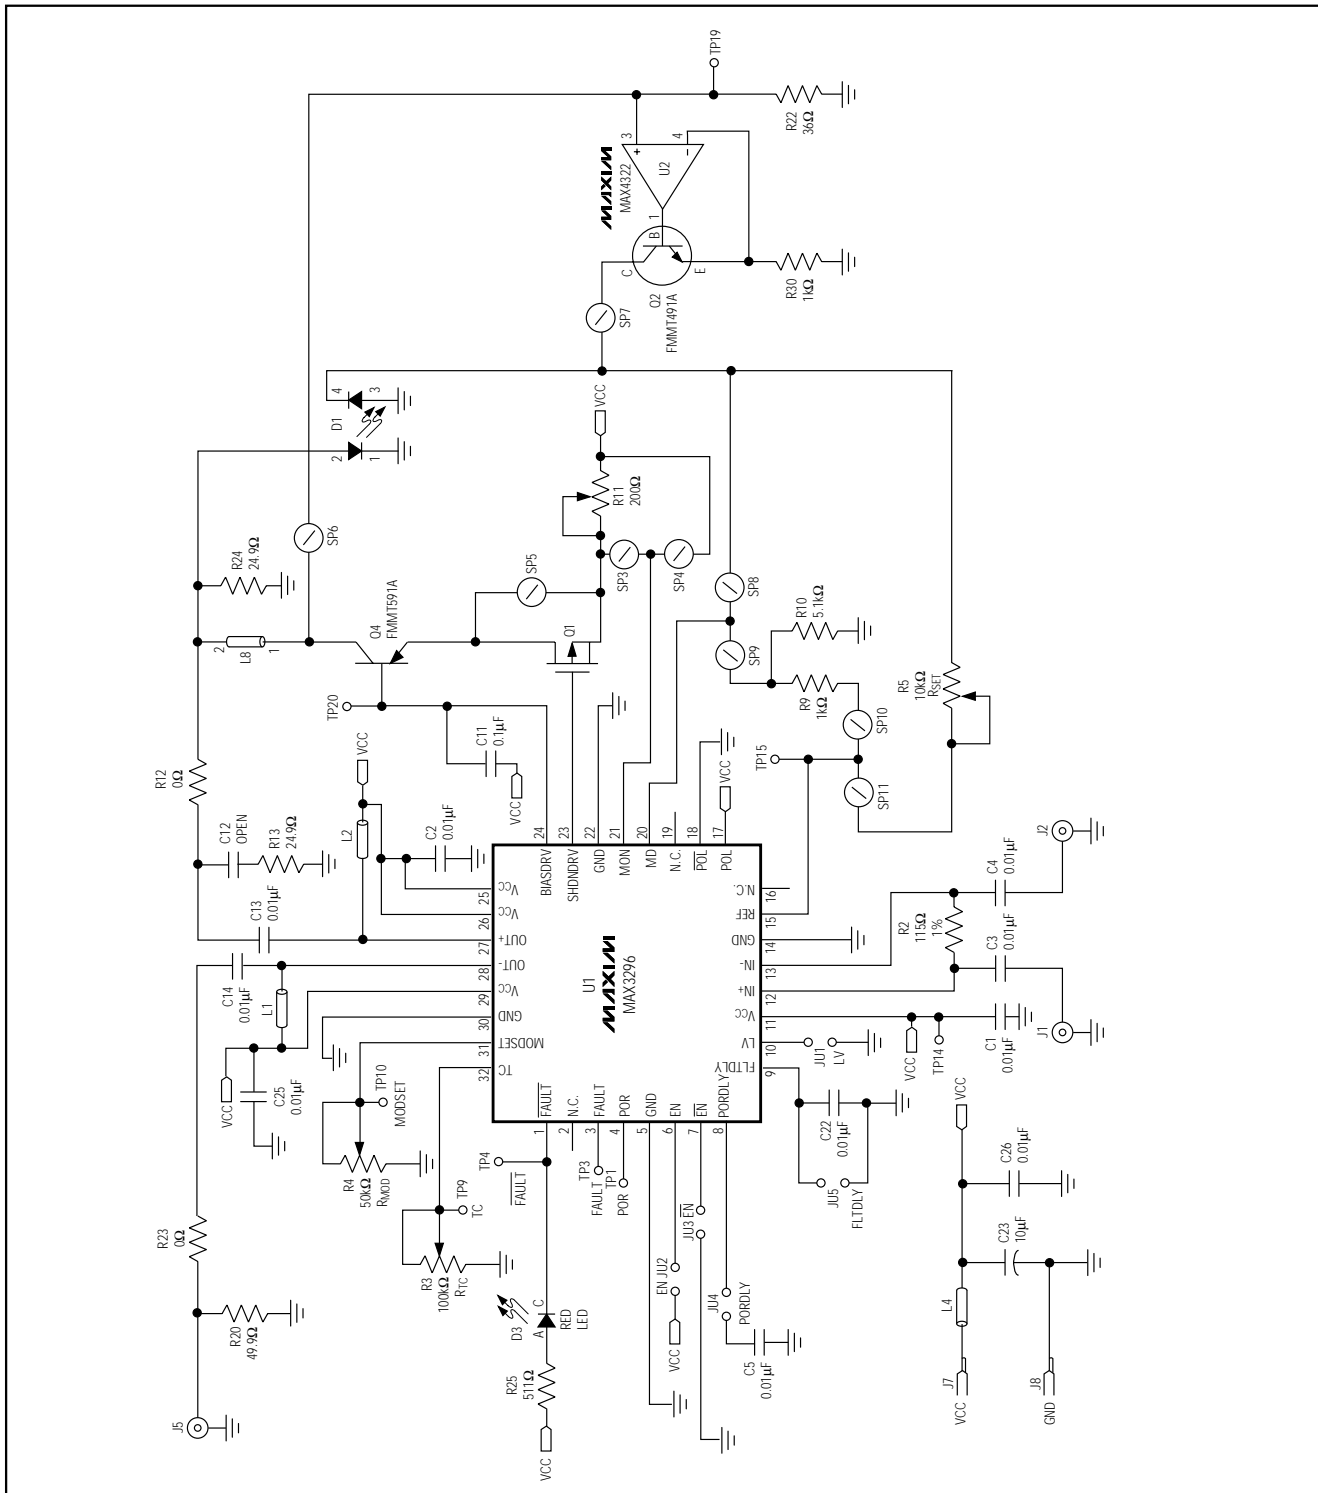 TP19
R22
36Ω
3
4
+
−
U2
MAXIM
MAX4322
1
B
C
E
Q2
FMMT491A
R30
1kΩ
SP7
D1
4
3
2
1
VCC
R11
200Ω
SP6
R24
24.9Ω
SP5
SP3
SP4
SP8
SP9
R10
5.1kΩ
R9
1kΩ
SP10
SP11
R5
10kΩ
RSET
Q4
FMMT591A
Q1
L8
2
1
TP20
C11
0.1µF
VCC
TP15
R12
0Ω
C12
OPEN
R13
24.9Ω
VCC
L2
C2
0.01µF
C13
0.01µF
C14
0.01µF
L1
VCC
C25
0.01µF
VCC
24
23
22
21
20
19
18
17
BIASDRV
SHDNDRV
GND
MON
MD
N.C.
POL
POL
25
26
27
28
29
30
31
32
VCC
VCC
OUT+
OUT-
VCC
GND
MODSET
TC
U1
MAXIM
MAX3296
16
15
14
13
12
11
10
9
N.C.
REF
GND
IN-
IN+
VCC
LV
FLTDLY
FAULT
N.C.
FAULT
POR
GND
EN
EN
PORDLY
1
2
3
4
5
6
7
8
J2
C4
0.01µF
R2
115Ω
1%
C3
0.01µF
J1
C1
0.01µF
VCC
TP14
JU1
LV
C22
0.01µF
JU5
FLTDLY
TP10
MODSET
R4
50kΩ
RMOD
TP9
TC
R3
100kΩ
RTC
TP4
FAULT
TP3
FAULT
TP1
POR
D3
A
C
RED
LED
R25
511Ω
VCC
EN JU2
VCC
JU3 EN
JU4
PORDLY
C5
0.01µF
R23
0Ω
R20
49.9Ω
J5
VCC
C26
0.01µF
C23
10µF
L4
J7
VCC
J8
GND